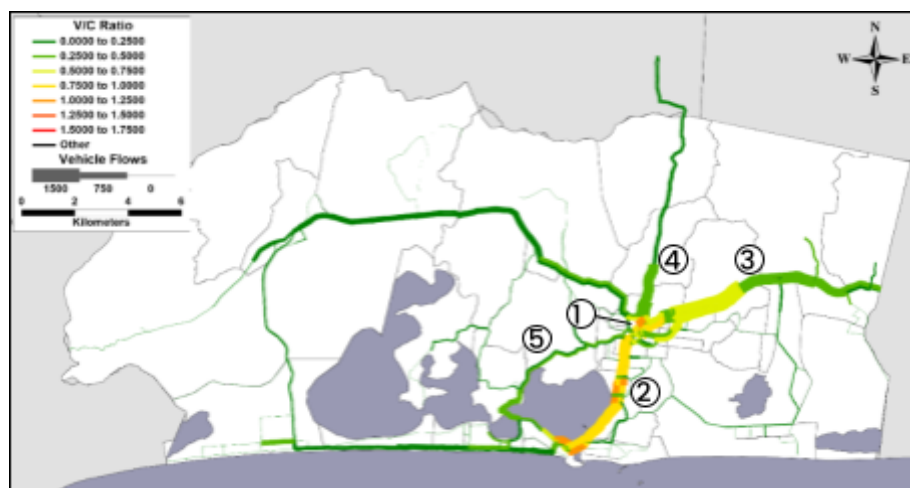 V/C Ratio
0.0000 to 0.2500
0.2500 to 0.5000
0.5000 to 0.7500
0.7500 to 1.0000
1.0000 to 1.2500
1.2500 to 1.5000
1.5000 to 1.7500
Other
Vehicle Flows
1500 750 0
0 2 4 6
Kilometers
N
W E
S
④ ③
①
⑤
②